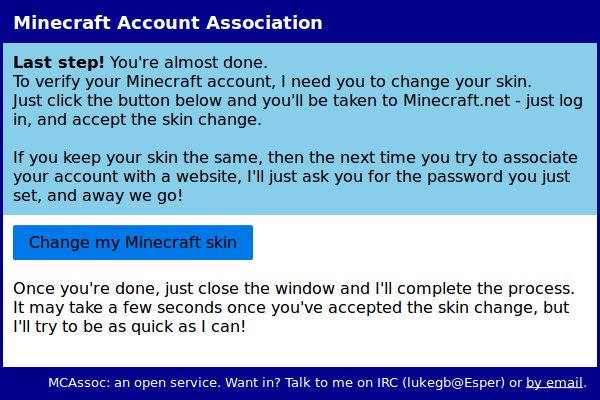 Minecraft Account Association
Last step! You're almost done.
To verify your Minecraft account, I need you to change your skin.
Just click the button below and you'll be taken to Minecraft.net - just log
in, and accept the skin change.
If you keep your skin the same, then the next time you try to associate
your account with a website, I'll just ask you for the password you just
set, and away we go!
Change my Minecraft skin
Once you're done, just close the window and I'll complete the process.
It may take a few seconds once you've accepted the skin change, but
I'll try to be as quick as I can!
MCAssoc: an open service. Want in? Talk to me on IRC (lukegb@Esper) or by email.